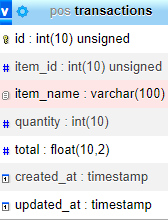 v pos transactions
id : int(10) unsigned
# item_id : int(10) unsigned
item_name : varchar(100)
# quantity : int(10)
# total : float(10,2)
created_at : timestamp
updated_at : timestamp